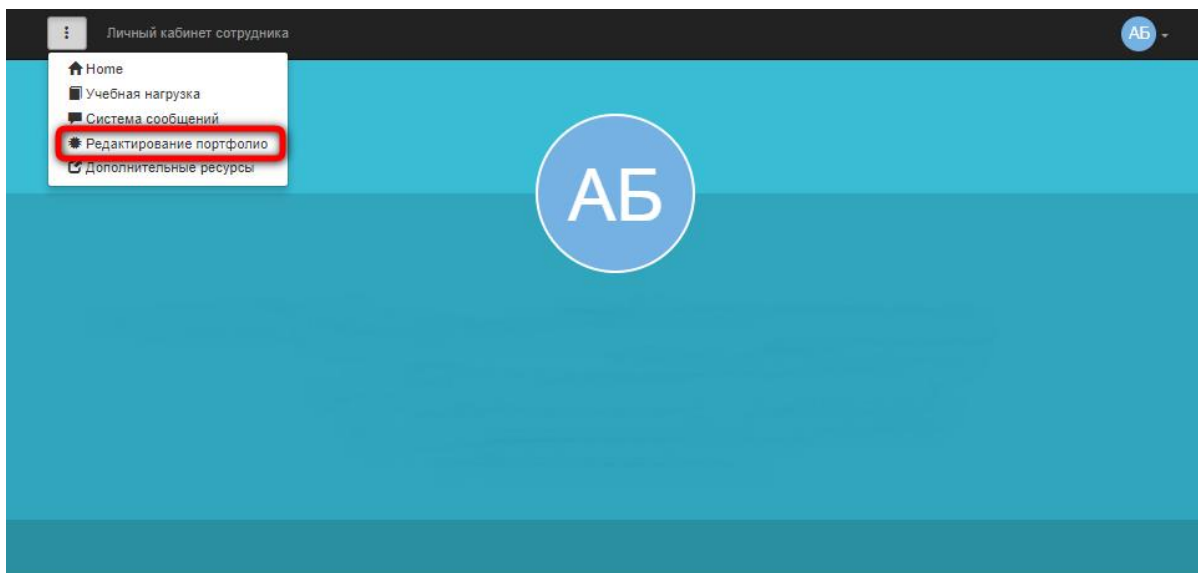 Личный кабинет сотрудника
АБ
Home
Учебная нагрузка
Система сообщений
Редактирование портфолио
Дополнительные ресурсы
АБ